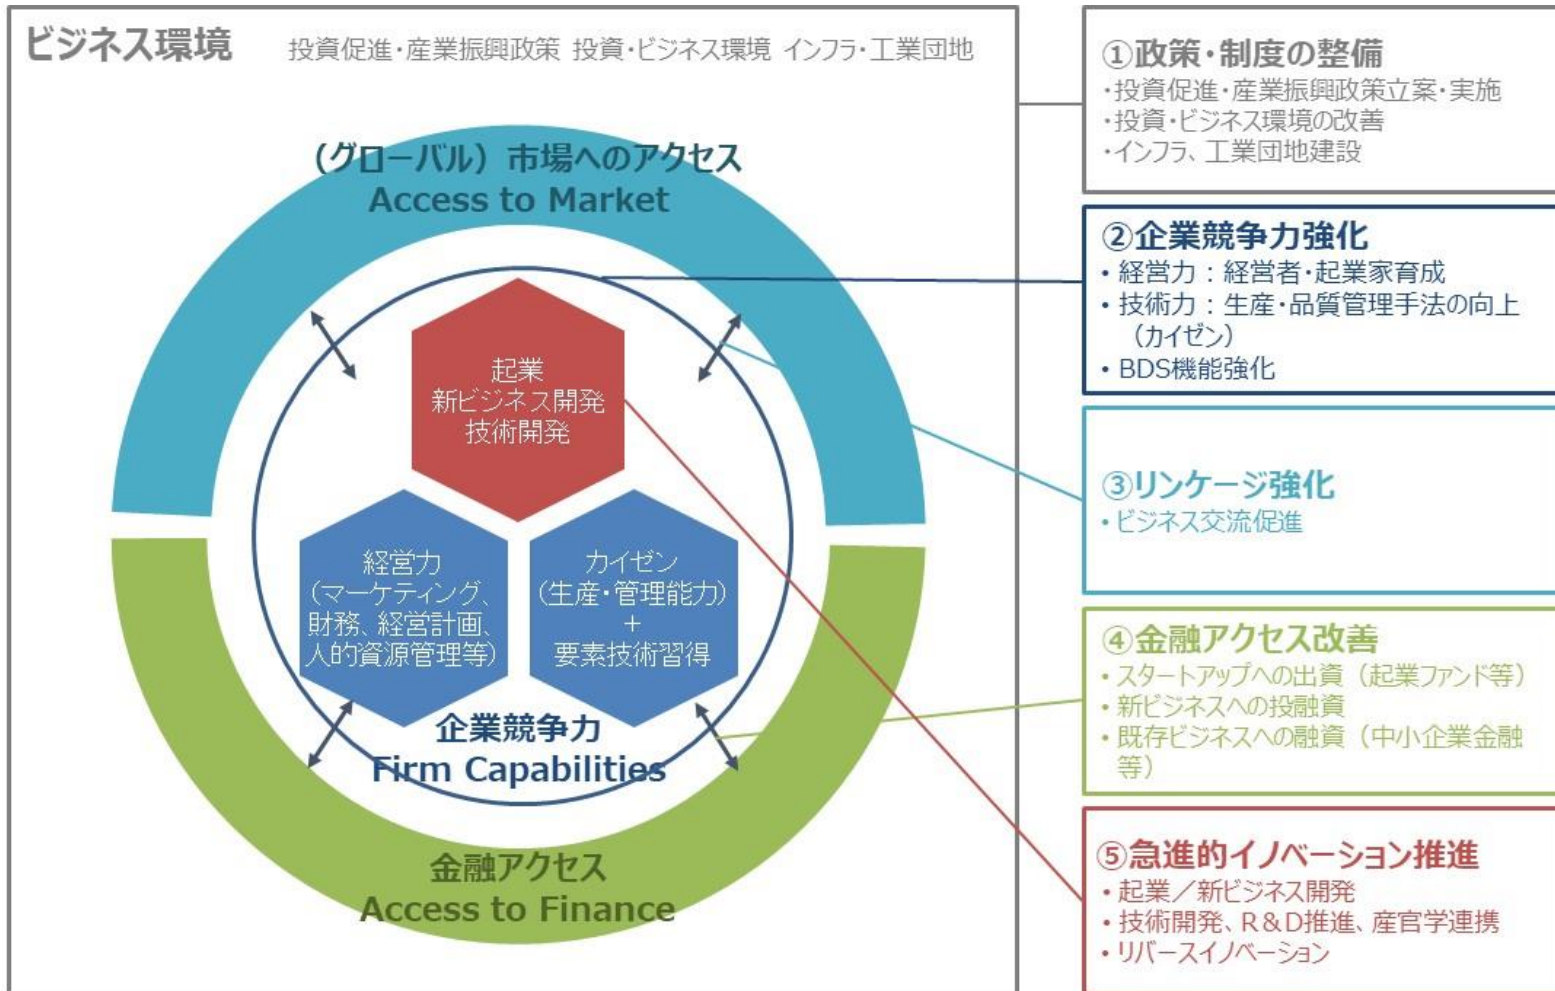 ビジネス環境
投資促進・産業振興政策 投資・ビジネス環境 インフラ・工業団地
（グローバル）市場へのアクセス
Access to Market
起業
新ビジネス開発
技術開発
経営力
（マーケティング、
財務、経営計画、
人的資源管理等）
カイゼン
（生産・管理能力）
+
要素技術習得
企業競争力
Firm Capabilities
金融アクセス
Access to Finance
①政策・制度の整備
・投資促進・産業振興政策立案・実施
・投資・ビジネス環境の改善
・インフラ、工業団地建設
②企業競争力強化
• 経営力：経営者・起業家育成
• 技術力：生産・品質管理手法の向上
（カイゼン）
• BDS機能強化
③リンケージ強化
• ビジネス交流促進
④金融アクセス改善
• スタートアップへの出資（起業ファンド等）
• 新ビジネスへの投融資
• 既存ビジネスへの融資（中小企業金融
等）
⑤急進的イノベーション推進
• 起業／新ビジネス開発
• 技術開発、R＆D推進、産官学連携
• リバースイノベーション